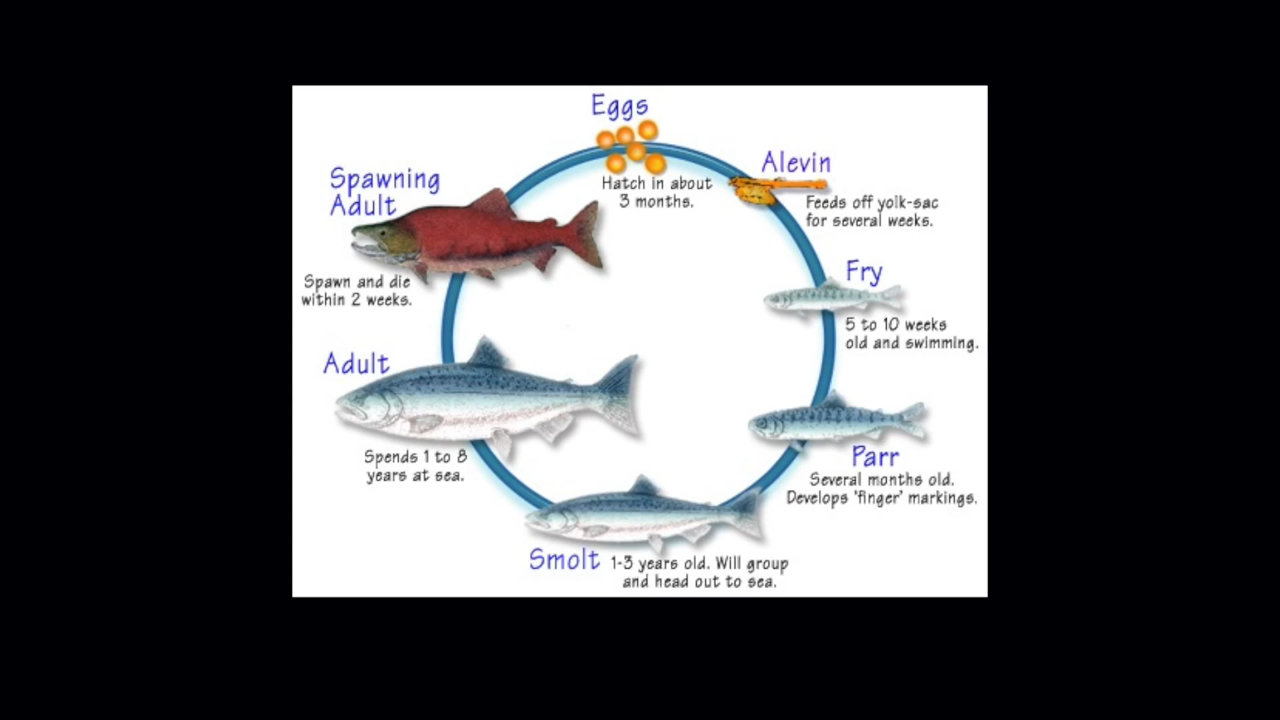 Eggs
Hatch in about
3 months.
Alevin
Feeds off yolk-sac
for several weeks.
Fry
5 to 10 weeks
old and swimming.
Parr
Several months old.
Develops 'finger' markings.
Smolt
1-3 years old. Will group
and head out to sea.
Adult
Spends 1 to 8
years at sea.
Spawning
Adult
Spawn and die
within 2 weeks.